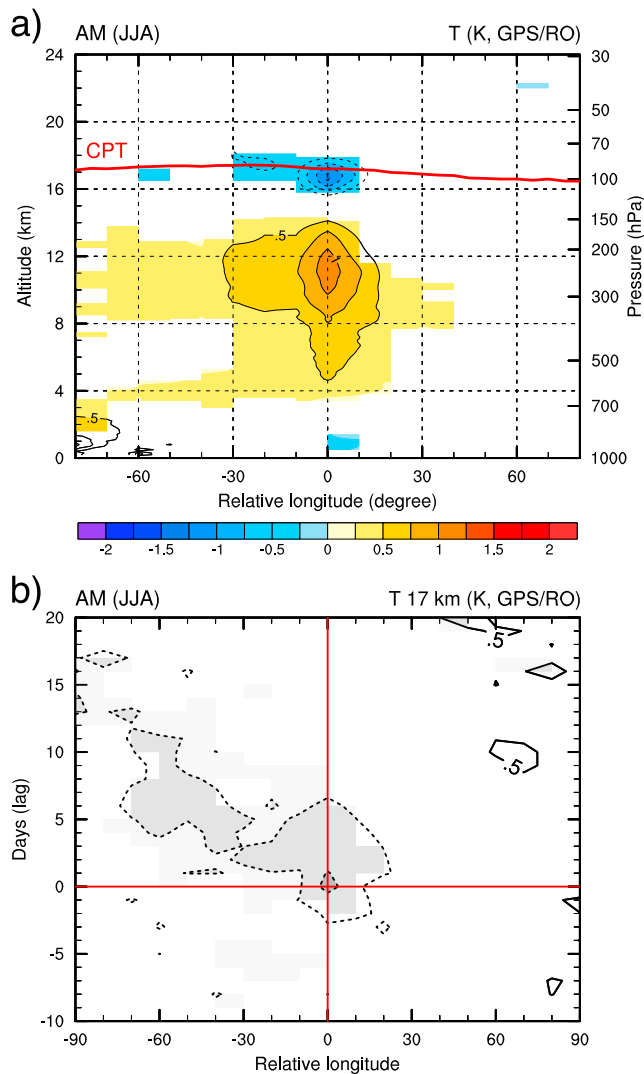 a)
AM (JJA) T (K, GPS/RO)
24 20 16 12 8 4 0
Altitude (km)
30 50 70 100 150 200 300 500 700 1000
Pressure (hPa)
CPT
.5
1
.5
-60 -30 0 30 60
Relative longitude (degree)
-2 -1.5 -1 -0.5 0 0.5 1 1.5 2
b)
AM (JJA) T 17 km (K, GPS/RO)
20 15 10 5 0 -5 -10
Days (lag)
.5
.5
-90 -60 -30 0 30 60 90
Relative longitude